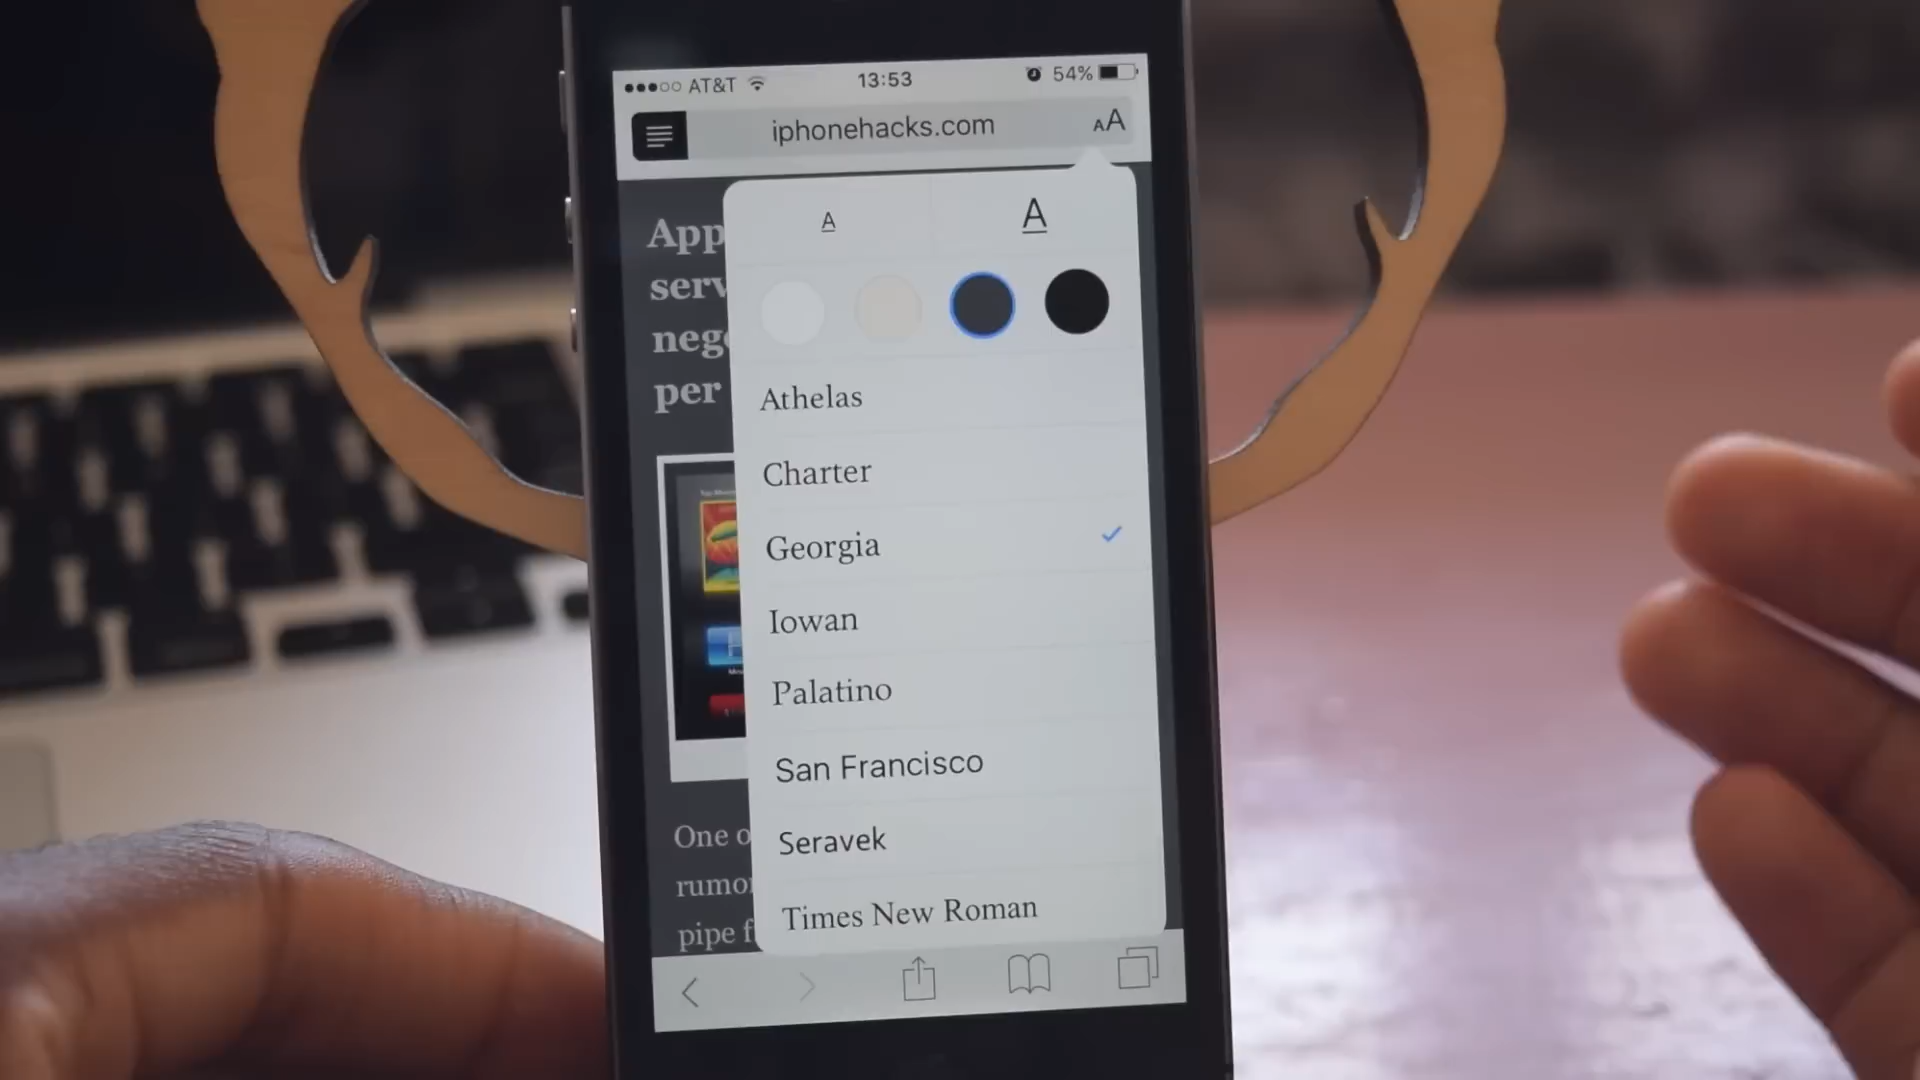 AT&T 13:53 54%
iphonehacks.com AA
A A
App
serv
neg
per
Athelas
Charter
Georgia
Iowan
Palatino
San Francisco
Seravek
Times New Roman
One o
rumo
pipe f